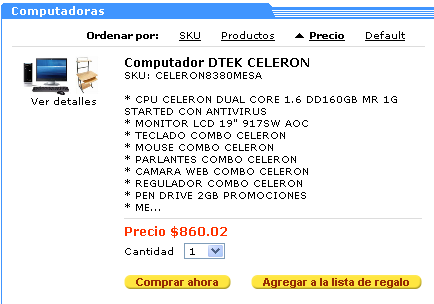 Computadoras
Ordenar por: SKU Productos Precio Default
Computador DTEK CELERON
SKU: CELERON8380MESA
Ver detalles
* CPU CELERON DUAL CORE 1.6 DD160GB MR 1G
STARTED CON ANTIVIRUS
* MONITOR LCD 19" 917SW AOC
* TECLADO COMBO CELERON
* MOUSE COMBO CELERON
* PARLANTES COMBO CELERON
* CAMARA WEB COMBO CELERON
* REGULADOR COMBO CELERON
* PEN DRIVE 2GB PROMOCIONES
* ME...
Precio $860.02
Cantidad 1
Comprar ahora Agregar a la lista de regalo